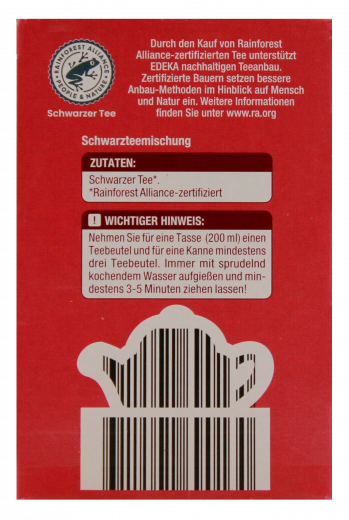 RAINFOREST ALLIANCE
PEOPLE & NATURE
Schwarzer Tee
Durch den Kauf von Rainforest
Alliance-zertifizierten Tee unterstützt
EDEKA nachhaltigen Teeanbau.
Zertifizierte Bauern setzen bessere
Anbau-Methoden im Hinblick auf Mensch
und Natur ein. Weitere Informationen
finden Sie unter www.ra.org
Schwarzteemischung
ZUTATEN:
Schwarzer Tee*.
*Rainforest Alliance-zertifiziert
! WICHTIGER HINWEIS:
Nehmen Sie für eine Tasse (200 ml) einen
Teebeutel und für eine Kanne mindestens
drei Teebeutel. Immer mit sprudelnd
kochendem Wasser aufgießen und min-
destens 3-5 Minuten ziehen lassen!